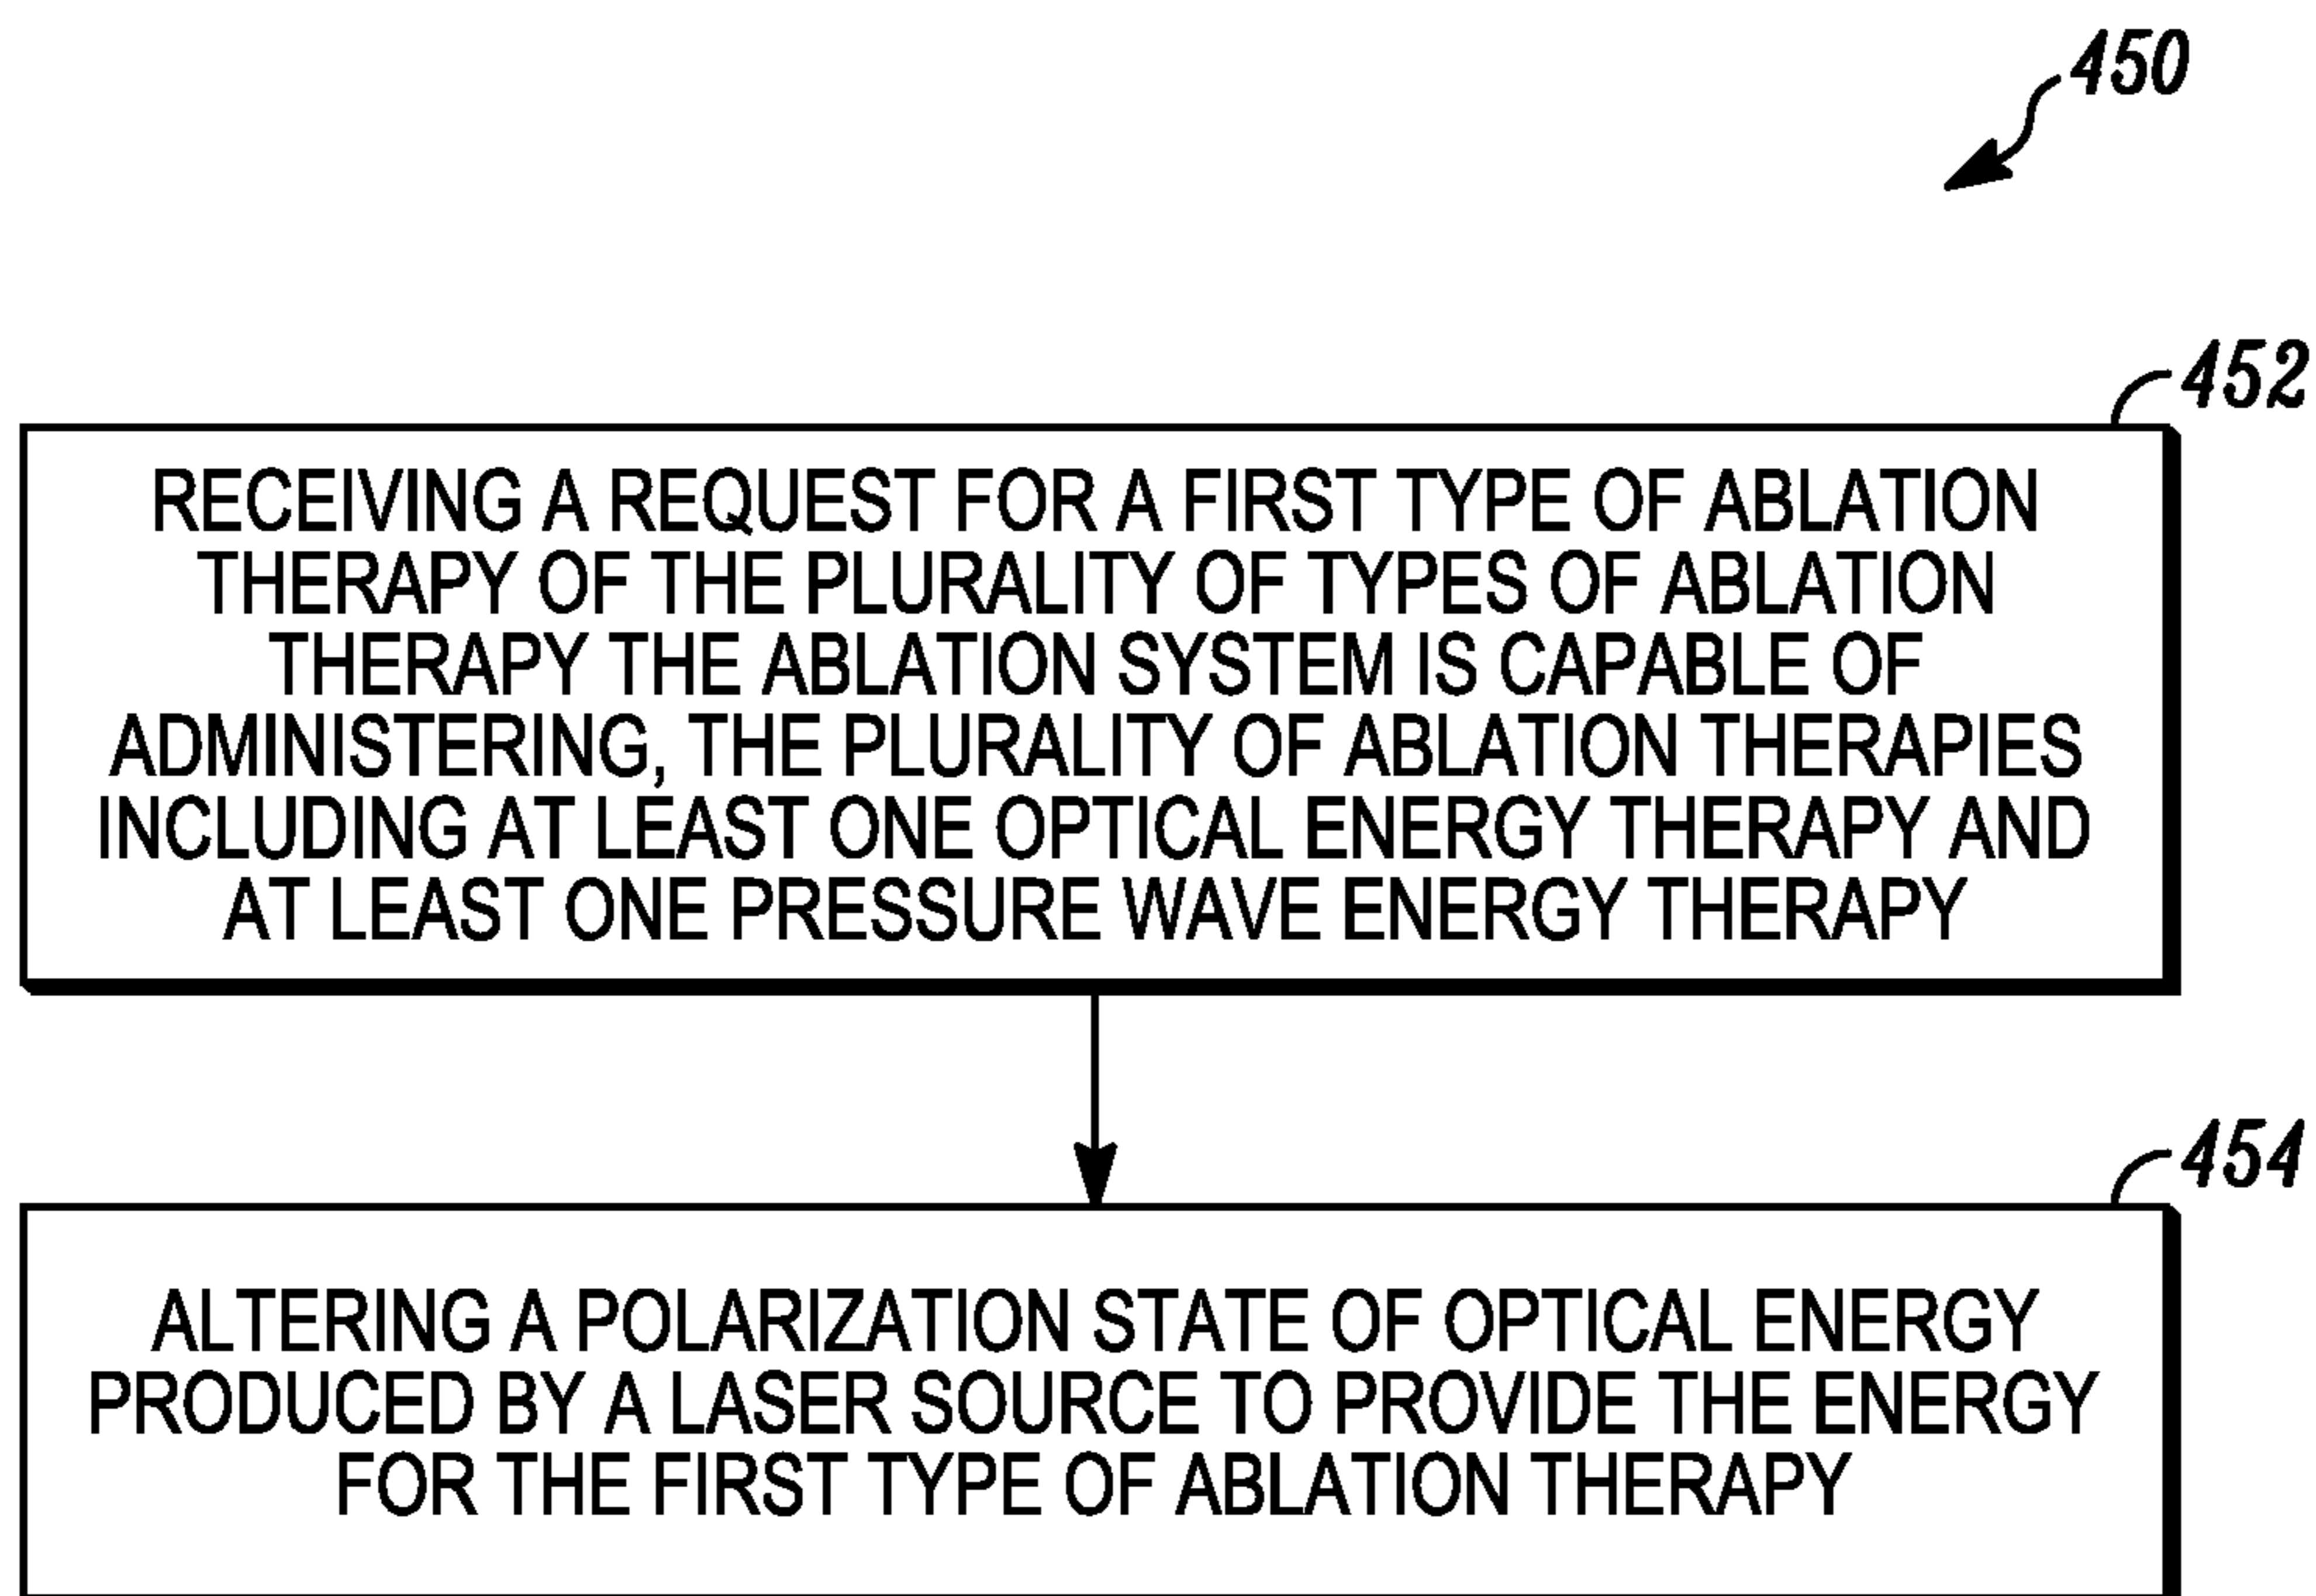 450
452
RECEIVING A REQUEST FOR A FIRST TYPE OF ABLATION
THERAPY OF THE PLURALITY OF TYPES OF ABLATION
THERAPY THE ABLATION SYSTEM IS CAPABLE OF
ADMINISTERING, THE PLURALITY OF ABLATION THERAPIES
INCLUDING AT LEAST ONE OPTICAL ENERGY THERAPY AND
AT LEAST ONE PRESSURE WAVE ENERGY THERAPY
454
ALTERING A POLARIZATION STATE OF OPTICAL ENERGY
PRODUCED BY A LASER SOURCE TO PROVIDE THE ENERGY
FOR THE FIRST TYPE OF ABLATION THERAPY